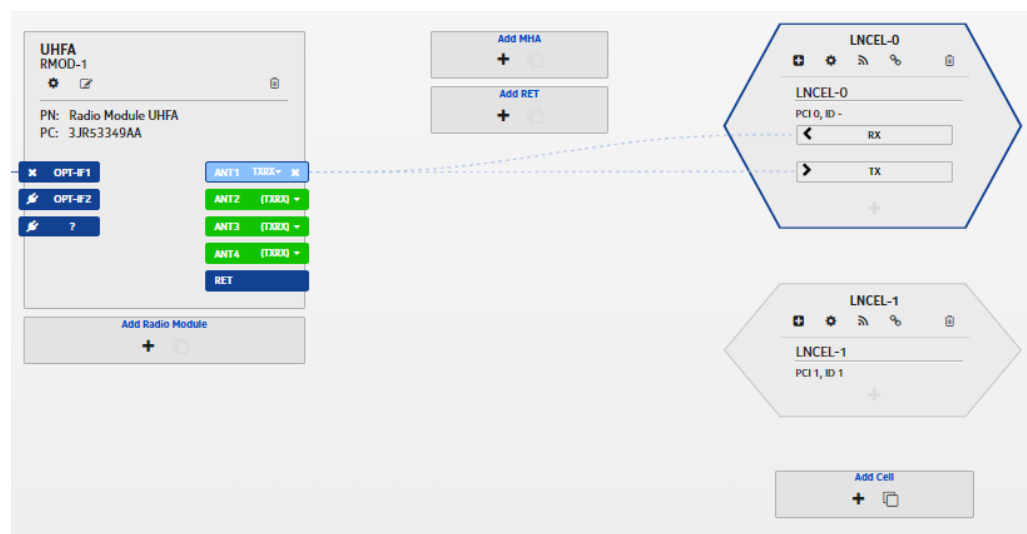 UHFA
RMOD-1
PN: Radio Module UHFA
PC: 3JR53349AA
OPT-IF1
OPT-IF2
?
ANT1 TXRX
ANT2 (TXRX)
ANT3 (TXRX)
ANT4 (TXRX)
RET
Add Radio Module
Add MHA
Add RET
LNCEL-0
LNCEL-0
PCI 0, ID -
RX
TX
LNCEL-1
LNCEL-1
PCI 1, ID 1
Add Cell